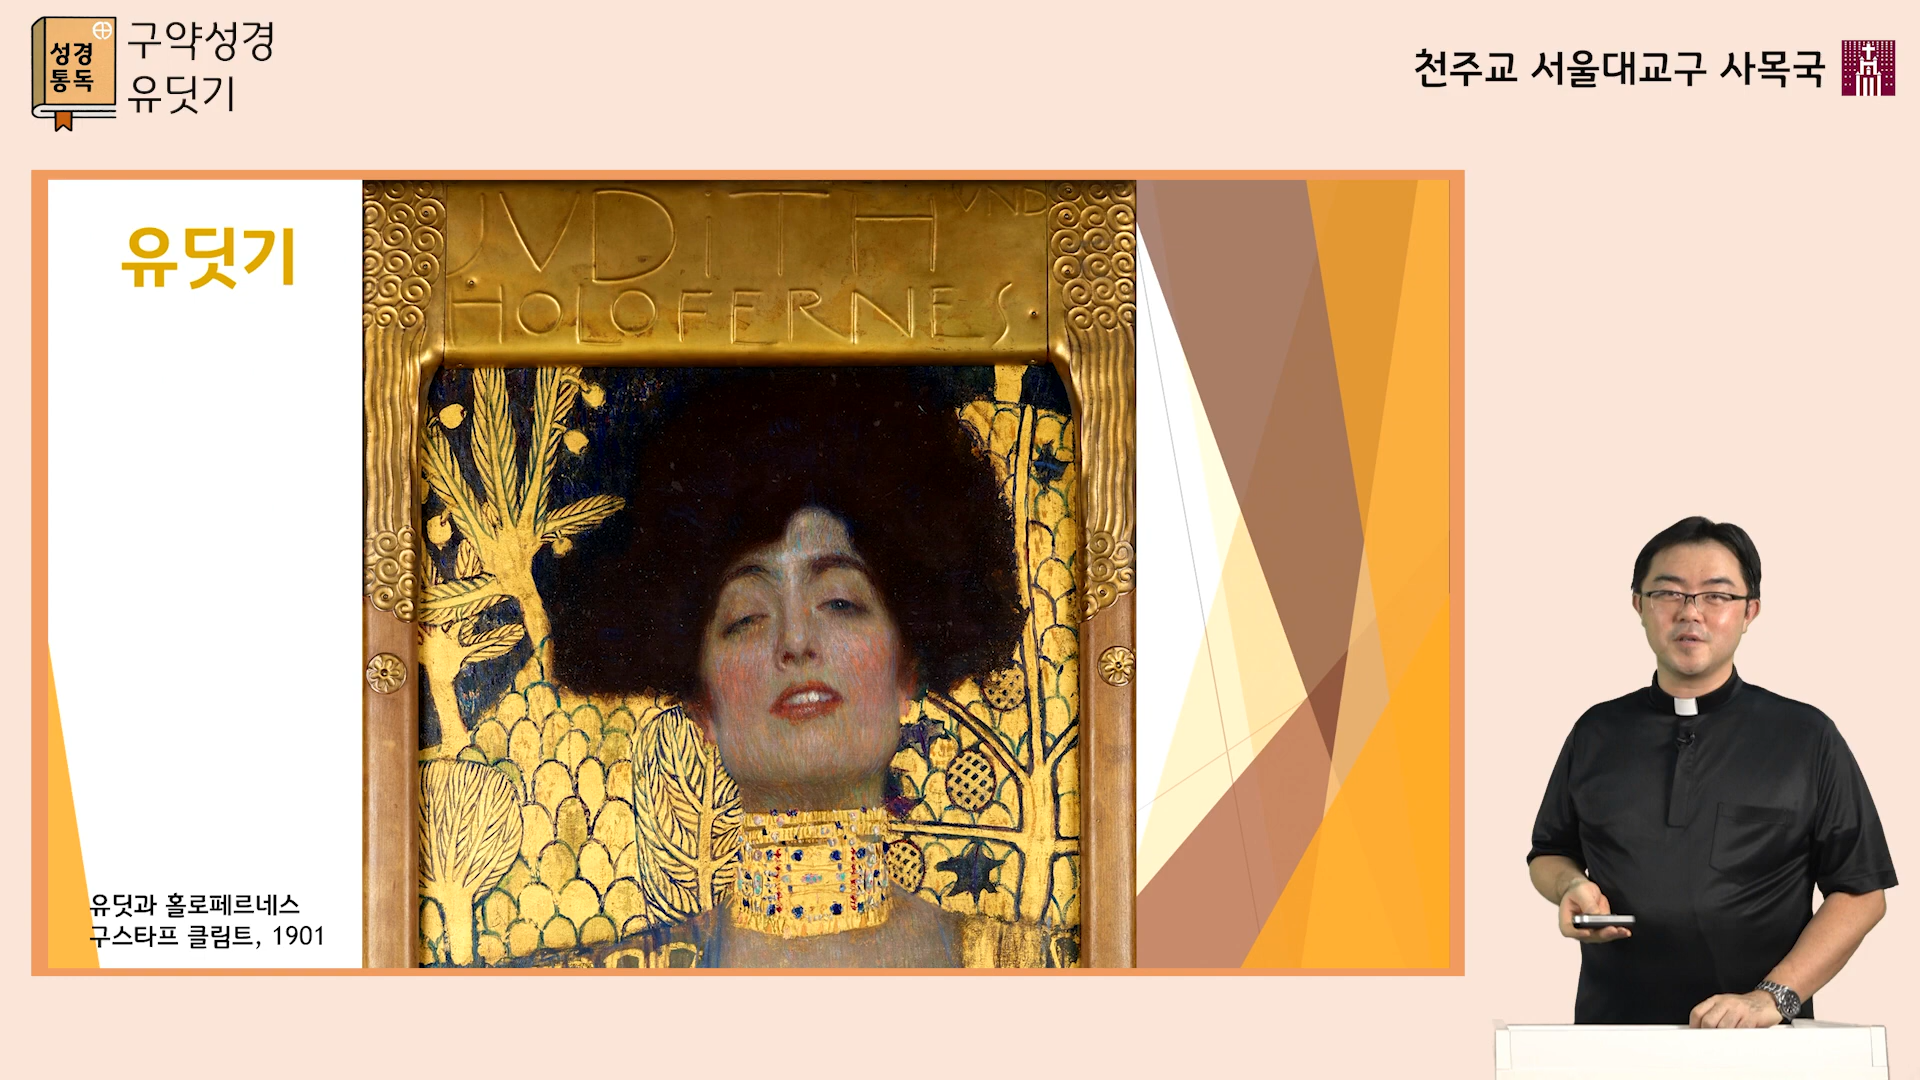 성경
통독
구약성경
유딧기
천주교 서울대교구 사목국
유딧기
JVDITH VND
HOLOFERNES
유딧과 홀로페르네스
구스타프 클림트, 1901